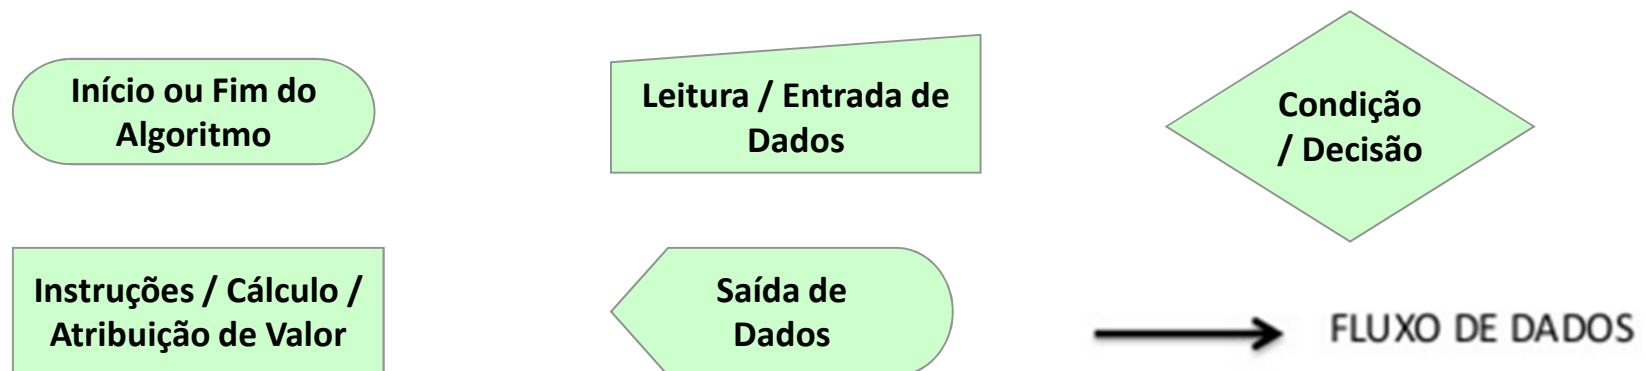 Início ou Fim do
Algoritmo
Leitura / Entrada de
Dados
Condição
/ Decisão
Instruções / Cálculo /
Atribuição de Valor
Saída de
Dados
FLUXO DE DADOS